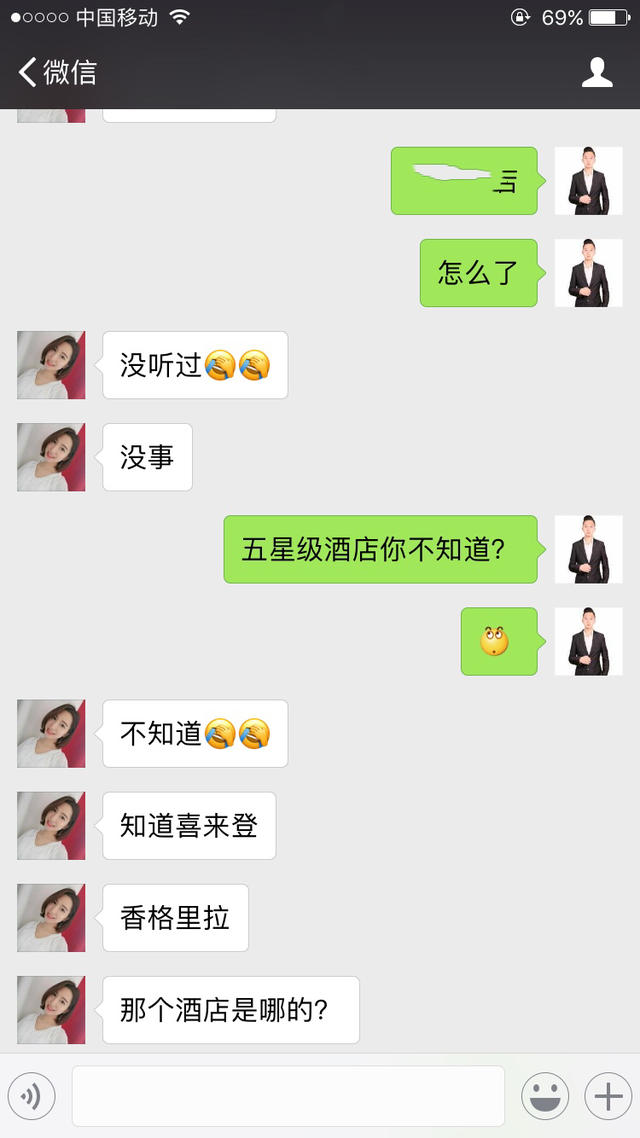 中国移动
69%
微信
怎么了
没听过🤦🤦
没事
五星级酒店你不知道？
不知道🤦🤦
知道喜来登
香格里拉
那个酒店是哪的？